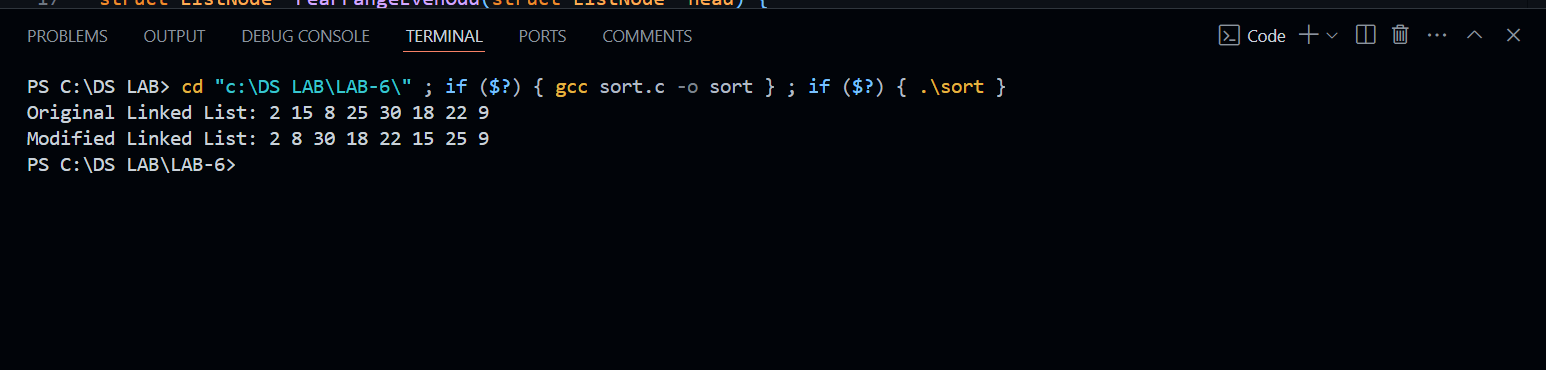 17 struct ListNode* rearrangeEvenOdd(struct ListNode* head) {
PROBLEMS OUTPUT DEBUG CONSOLE TERMINAL PORTS COMMENTS Code
PS C:\DS LAB> cd "c:\DS LAB\LAB-6\" ; if ($?) { gcc sort.c -o sort } ; if ($?) { .\sort }
Original Linked List: 2 15 8 25 30 18 22 9
Modified Linked List: 2 8 30 18 22 15 25 9
PS C:\DS LAB\LAB-6>